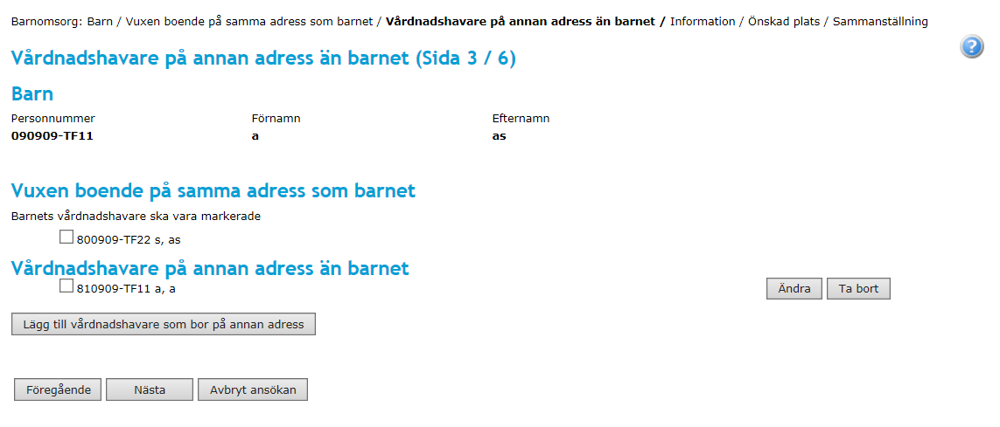 Barnomsorg: Barn / Vuxen boende på samma adress som barnet / Vårdnadshavare på annan adress än barnet / Information / Önskad plats / Sammanställning
?
Vårdnadshavare på annan adress än barnet (Sida 3 / 6)
Barn
Personnummer Förnamn Efternamn
090909-TF11 a as
Vuxen boende på samma adress som barnet
Barnets vårdnadshavare ska vara markerade
800909-TF22 s, as
Vårdnadshavare på annan adress än barnet
810909-TF11 a, a Ändra Ta bort
Lägg till vårdnadshavare som bor på annan adress
Föregående Nästa Avbryt ansökan